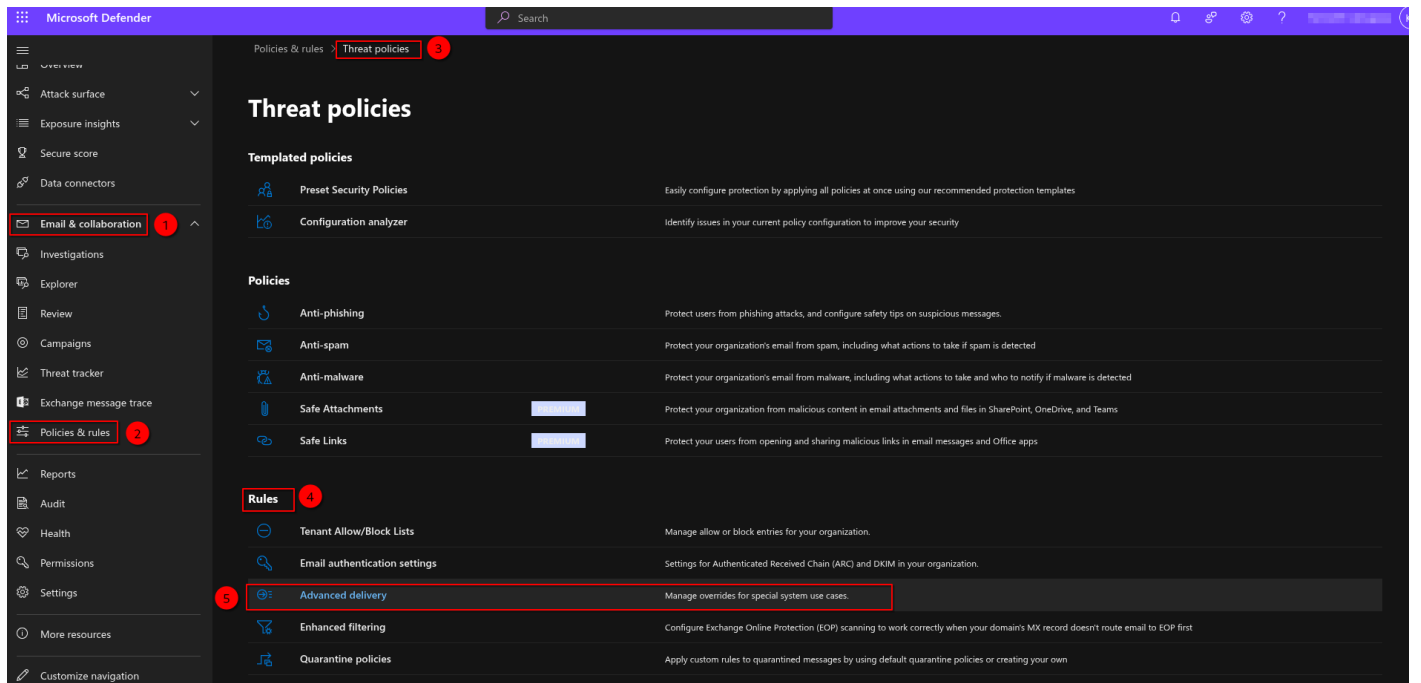 Microsoft Defender
Search
Overview
Attack surface
Exposure insights
Secure score
Data connectors
Email & collaboration
1
Investigations
Explorer
Review
Campaigns
Threat tracker
Exchange message trace
Policies & rules
2
Reports
Audit
Health
Permissions
Settings
More resources
Customize navigation
Policies & rules > Threat policies
3
Threat policies
Templated policies
Preset Security Policies Easily configure protection by applying all policies at once using our recommended protection templates
Configuration analyzer Identify issues in your current policy configuration to improve your security
Policies
Anti-phishing Protect users from phishing attacks, and configure safety tips on suspicious messages.
Anti-spam Protect your organization's email from spam, including what actions to take if spam is detected
Anti-malware Protect your organization's email from malware, including what actions to take and who to notify if malware is detected
Safe Attachments PREMIUM Protect your organization from malicious content in email attachments and files in SharePoint, OneDrive, and Teams
Safe Links PREMIUM Protect your users from opening and sharing malicious links in email messages and Office apps
Rules
4
Tenant Allow/Block Lists Manage allow or block entries for your organization.
Email authentication settings Settings for Authenticated Received Chain (ARC) and DKIM in your organization.
5
Advanced delivery Manage overrides for special system use cases.
Enhanced filtering Configure Exchange Online Protection (EOP) scanning to work correctly when your domain's MX record doesn't route email to EOP first
Quarantine policies Apply custom rules to quarantined messages by using default quarantine policies or creating your own